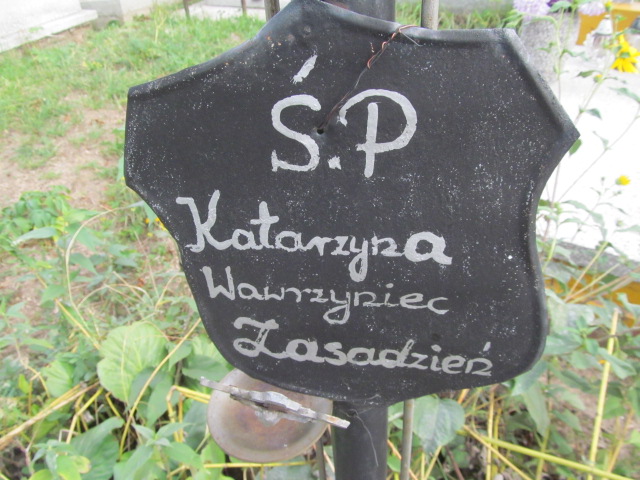 Ś.P
Katarzyna
Wawrzyniec
Zasadzień